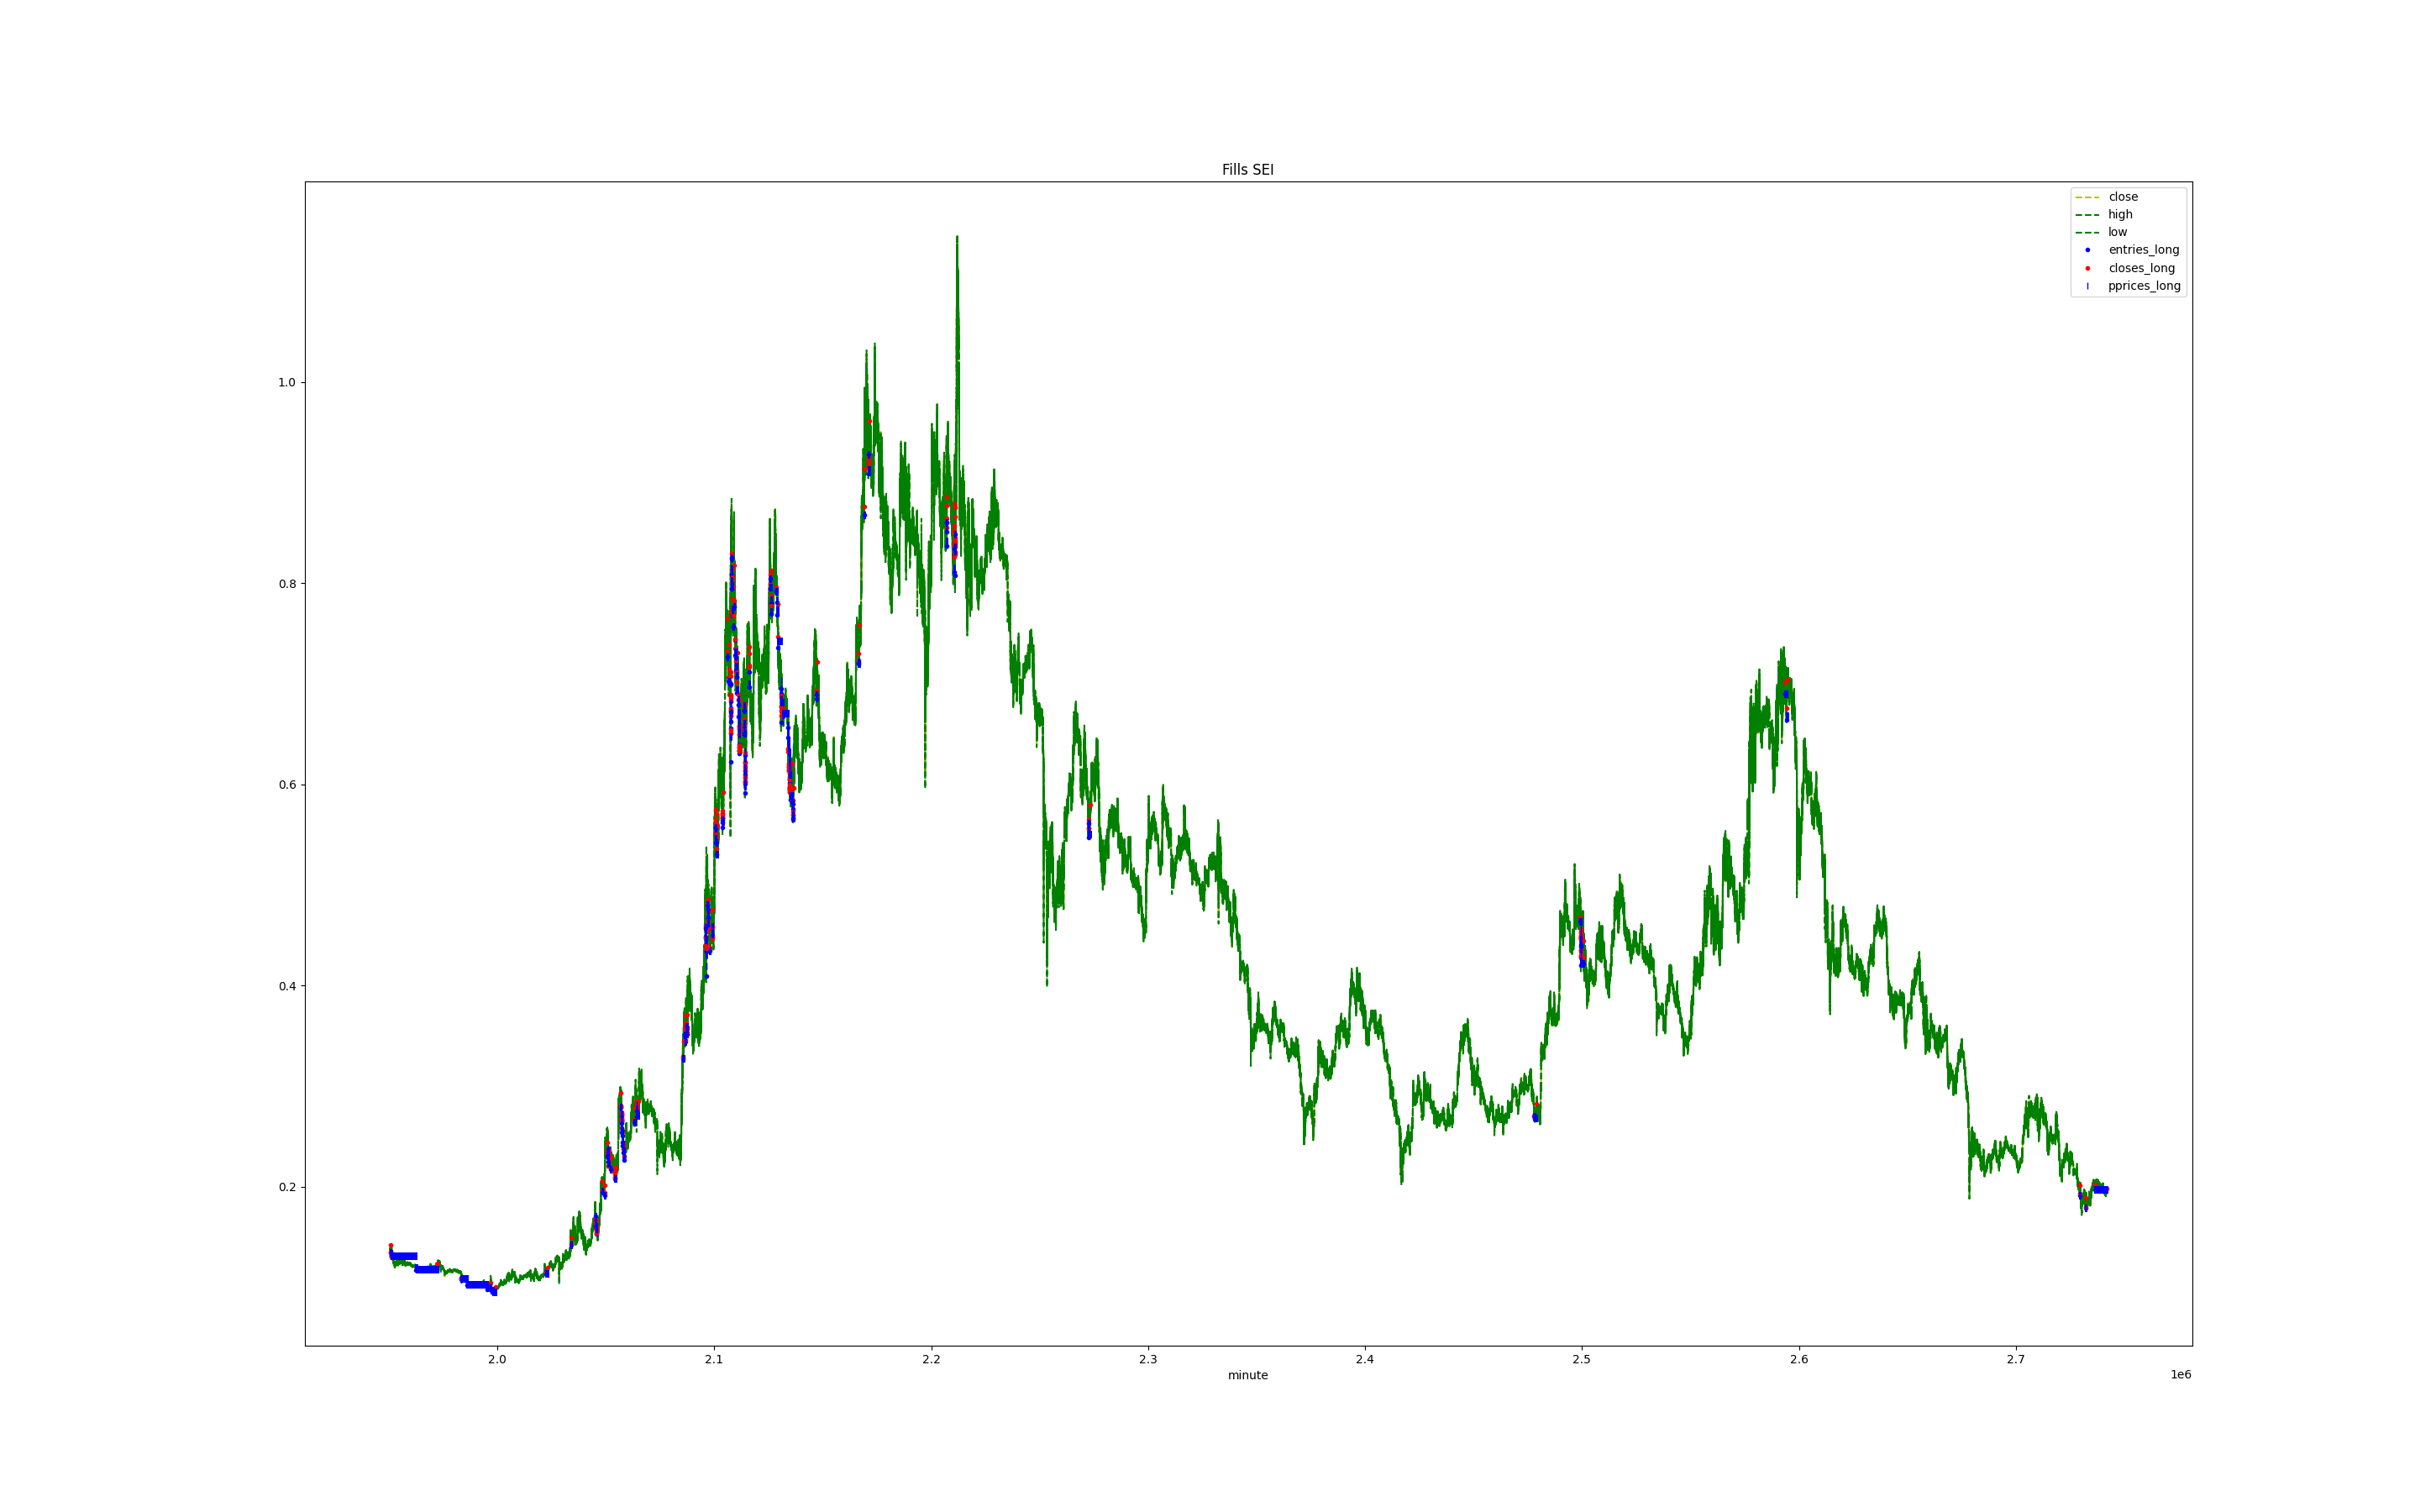 Fills SEI
close
high
low
entries_long
closes_long
pprices_long
1.0
0.8
0.6
0.4
0.2
2.0 2.1 2.2 2.3 2.4 2.5 2.6 2.7
minute
1e6